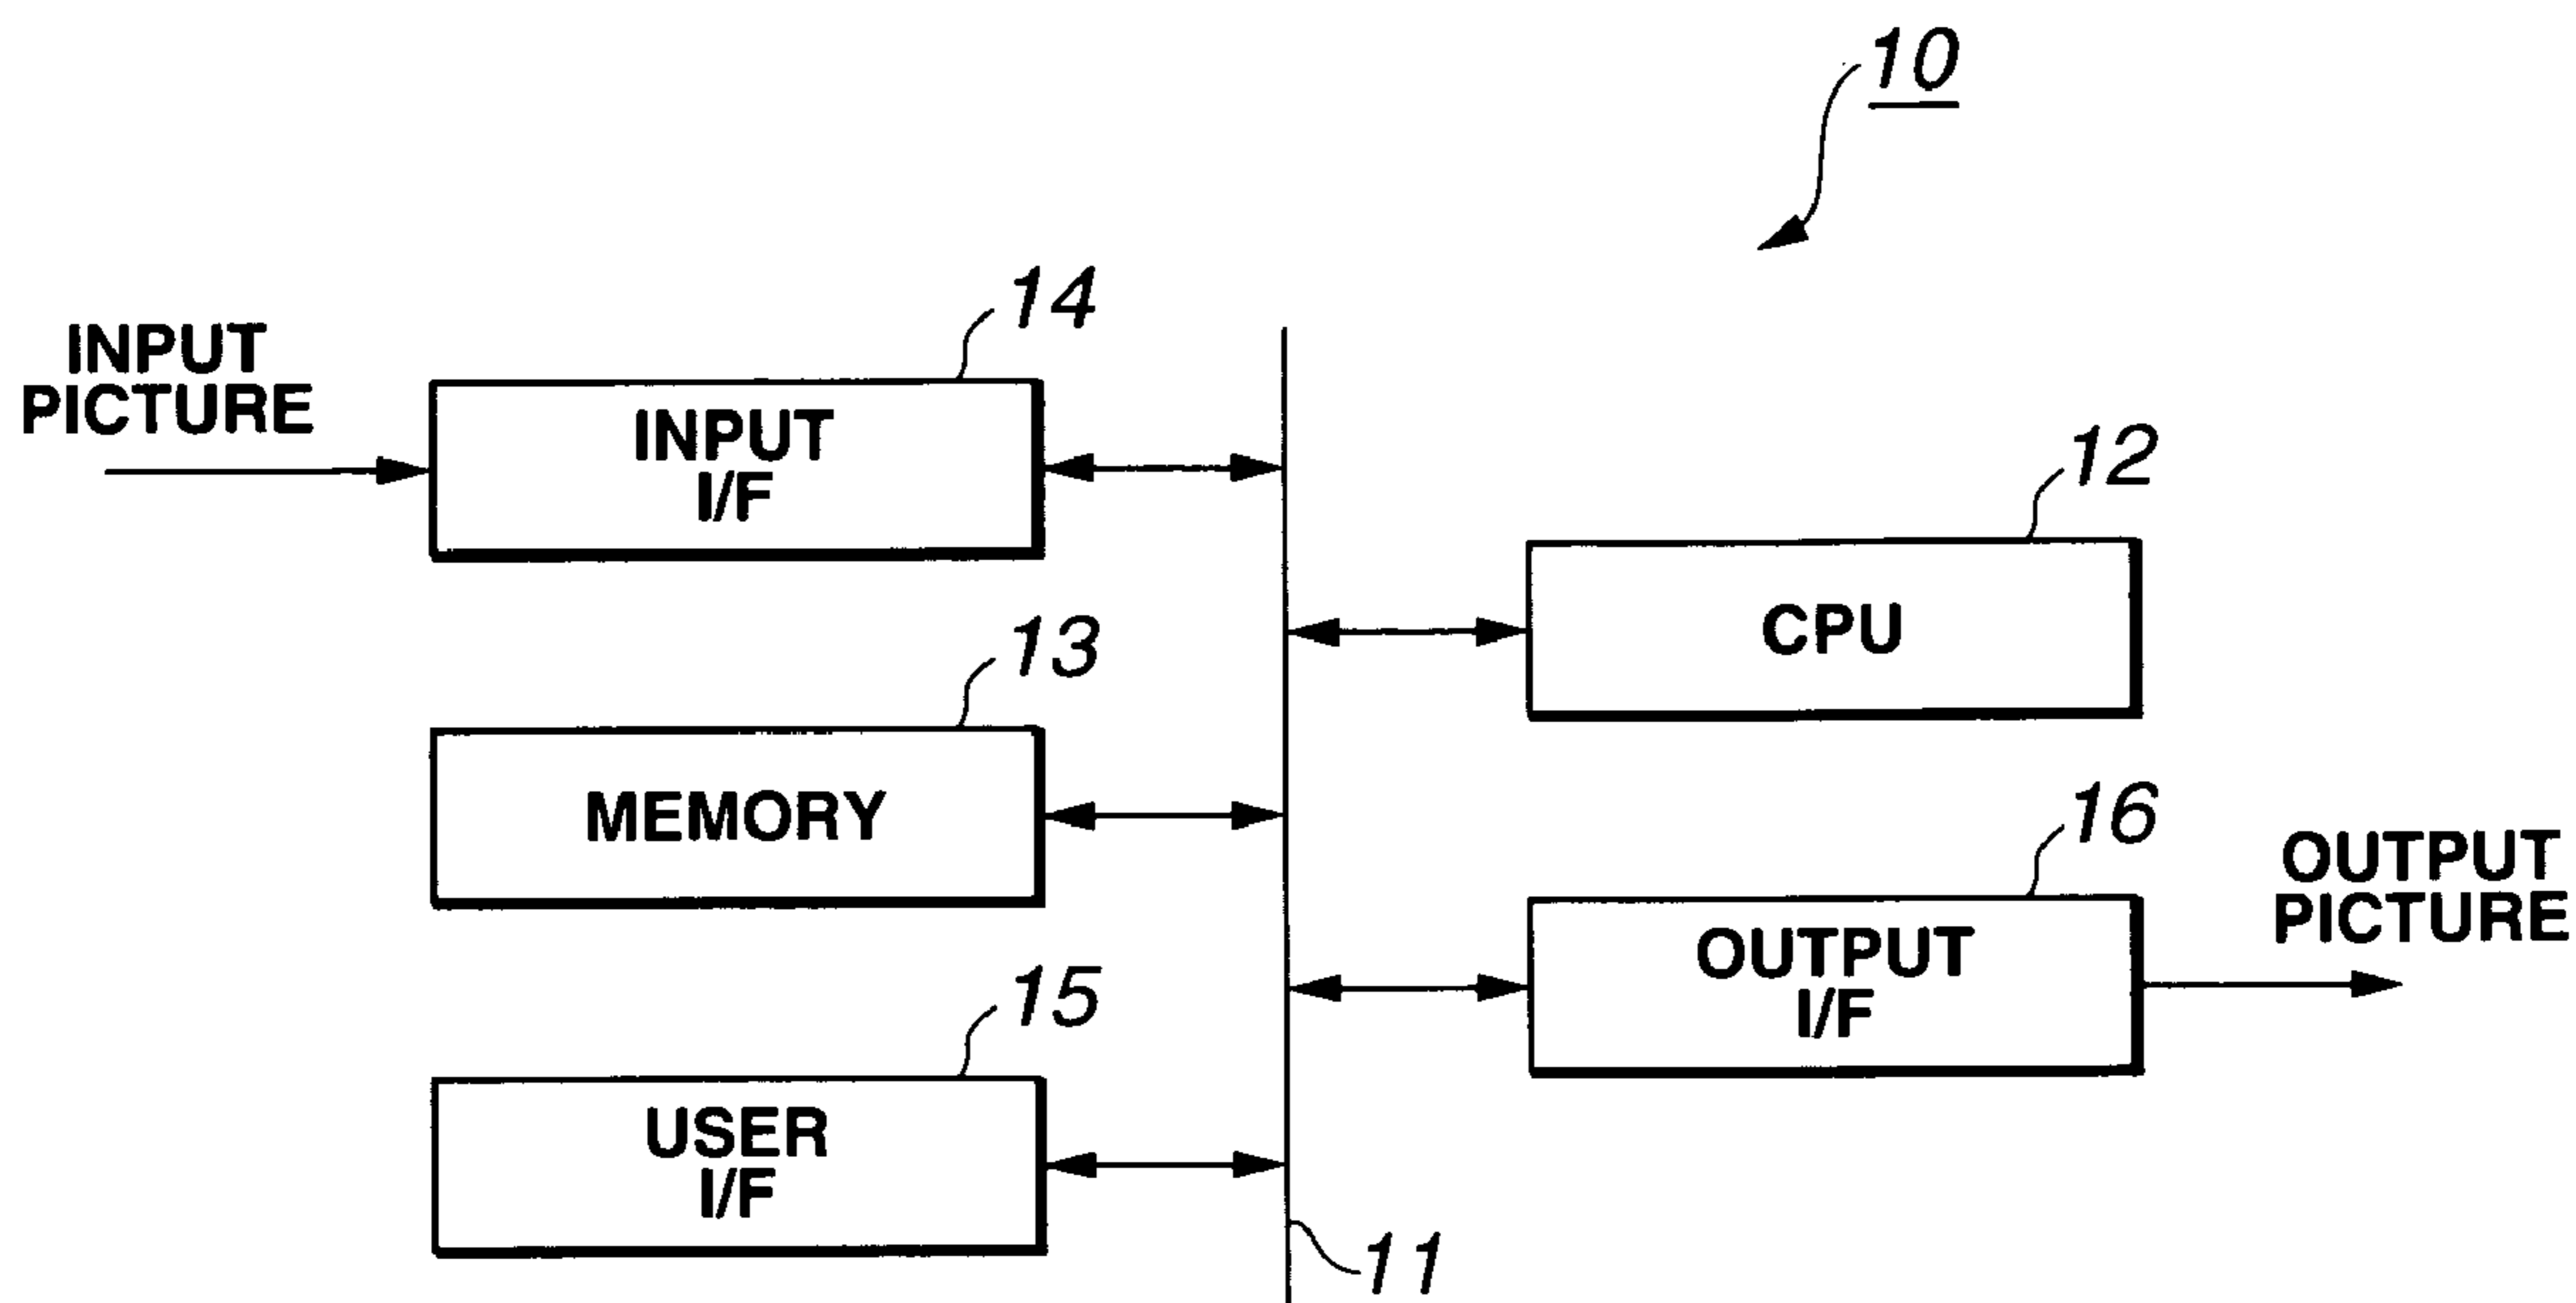 10
14
INPUT
PICTURE
INPUT
I/F
12
CPU
13
MEMORY
16
OUTPUT
PICTURE
OUTPUT
I/F
15
USER
I/F
11